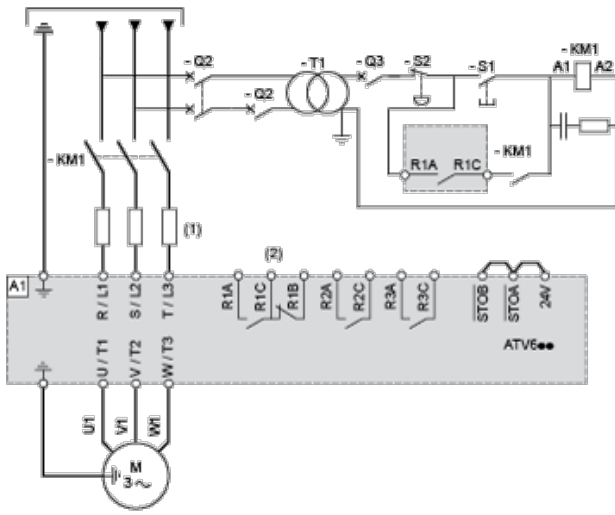 - Q2
- T1
- Q3
- S2
- S1
- KM1
A1
A2
- Q2
- KM1
R1A
R1C
- KM1
(1)
(2)
A1
R / L1
S / L2
T / L3
R1A
R1C
R1B
R2A
R2C
R3A
R3C
STOB
STOA
24V
ATV6●●
U / T1
V / T2
W / T3
U1
V1
W1
M
3 ~